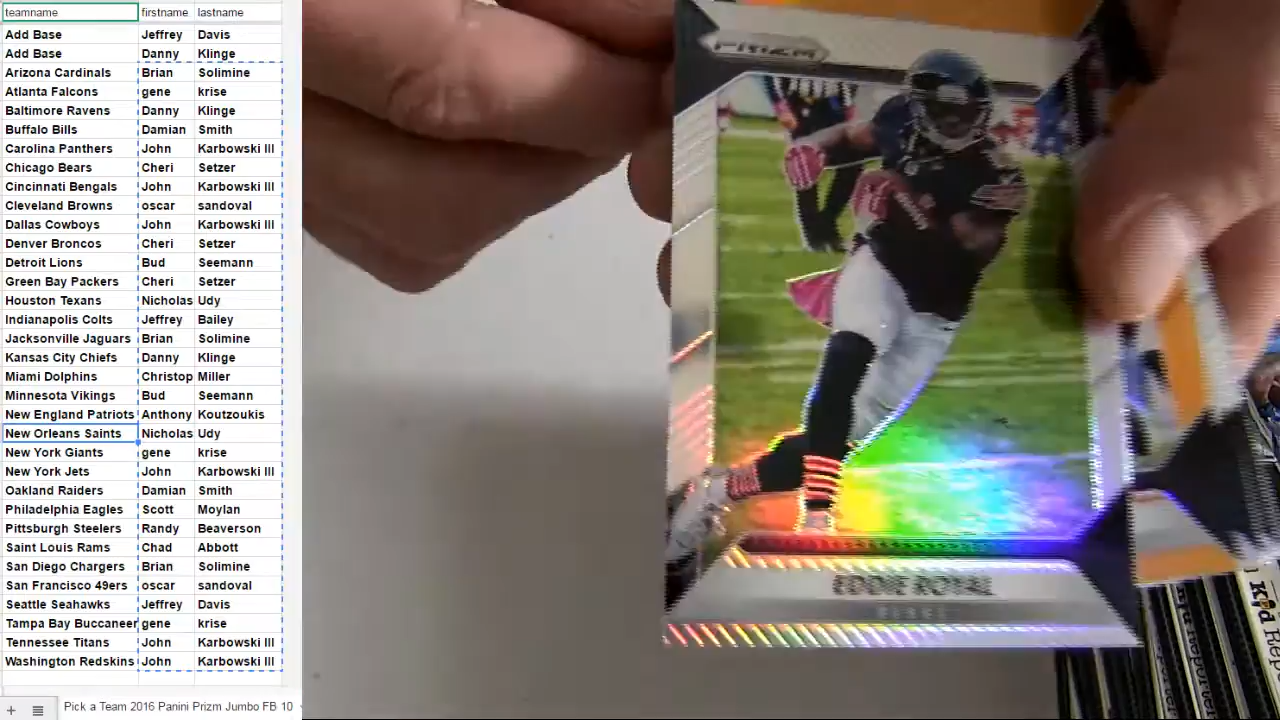 teamname firstname lastname
Add Base Jeffrey Davis
Add Base Danny Klinge
Arizona Cardinals Brian Solimine
Atlanta Falcons gene krise
Baltimore Ravens Danny Klinge
Buffalo Bills Damian Smith
Carolina Panthers John Karbowski III
Chicago Bears Cheri Setzer
Cincinnati Bengals John Karbowski III
Cleveland Browns oscar sandoval
Dallas Cowboys John Karbowski III
Denver Broncos Cheri Setzer
Detroit Lions Bud Seemann
Green Bay Packers Cheri Setzer
Houston Texans Nicholas Udy
Indianapolis Colts Jeffrey Bailey
Jacksonville Jaguars Brian Solimine
Kansas City Chiefs Danny Klinge
Miami Dolphins Christop Miller
Minnesota Vikings Bud Seemann
New England Patriots Anthony Koutzoukis
New Orleans Saints Nicholas Udy
New York Giants gene krise
New York Jets John Karbowski III
Oakland Raiders Damian Smith
Philadelphia Eagles Scott Moylan
Pittsburgh Steelers Randy Beaverson
Saint Louis Rams Chad Abbott
San Diego Chargers Brian Solimine
San Francisco 49ers oscar sandoval
Seattle Seahawks Jeffrey Davis
Tampa Bay Buccaneer gene krise
Tennessee Titans John Karbowski III
Washington Redskins John Karbowski III
Pick a Team 2016 Panini Prizm Jumbo FB 10
PRIZM
EDDIE ROYAL
BEARS